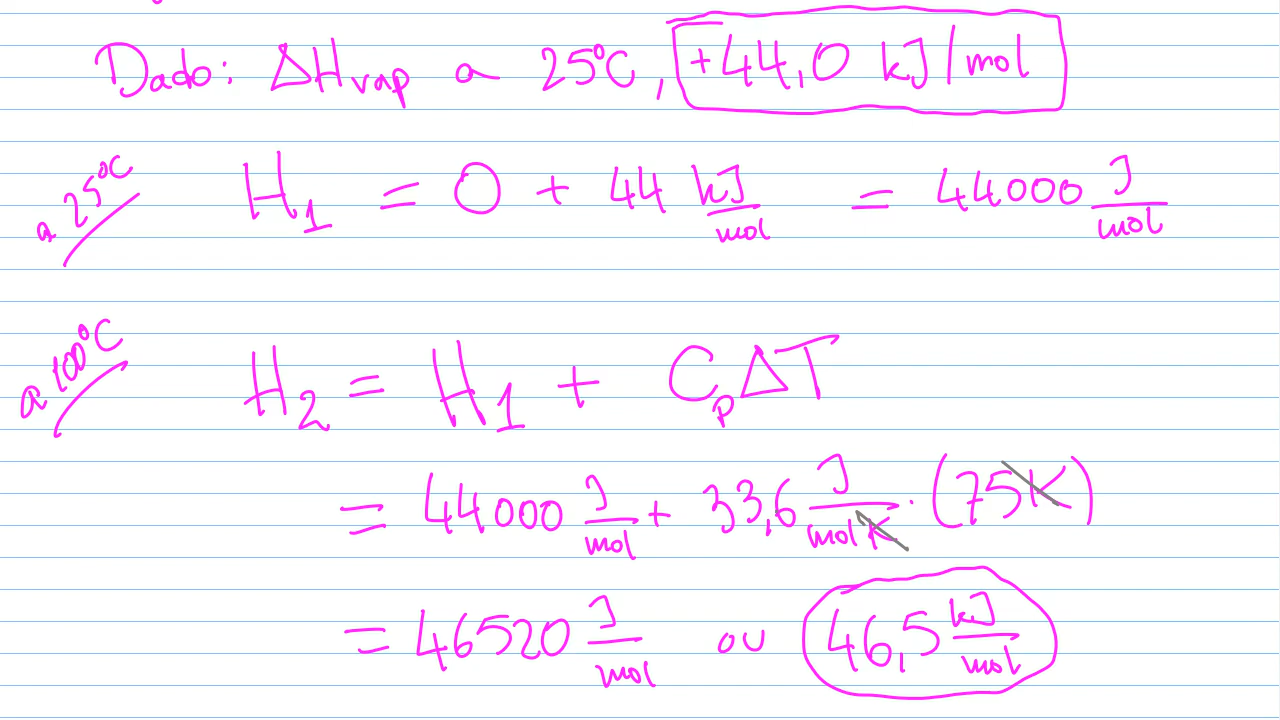 Dado: ΔHvap a 25°C, +44,0 kJ/mol
a 25°C H₁ = 0 + 44 kJ/mol = 44000 J/mol
a 100°C H₂ = H₁ + CₚΔT
= 44000 J/mol + 33,6 J/mol K · (75K)
= 46520 J/mol ou 46,5 kJ/mol